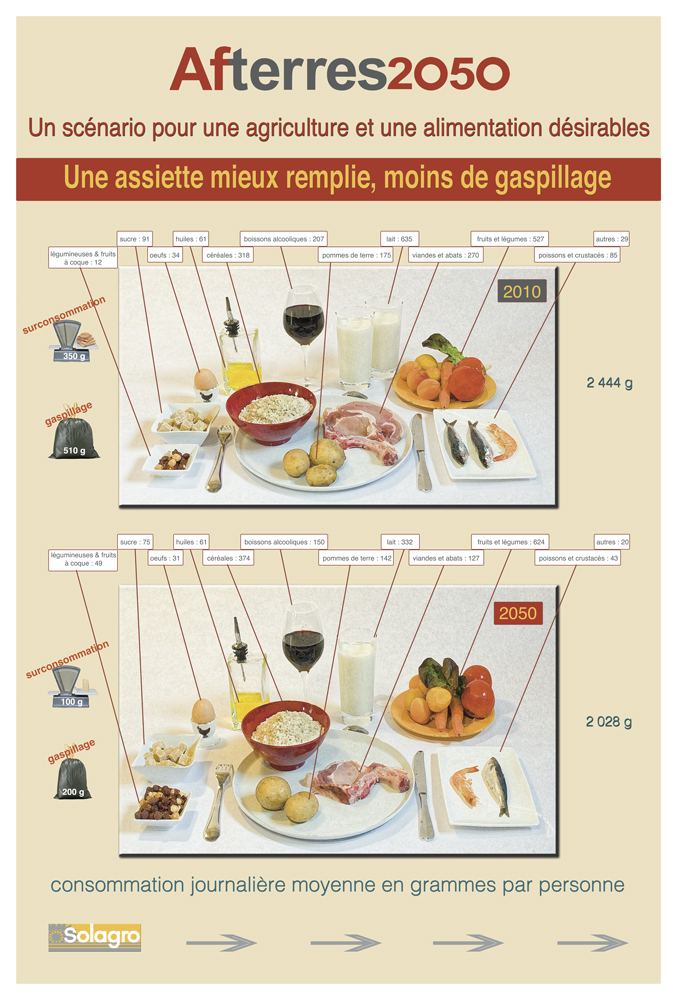 Afterres2050
Un scénario pour une agriculture et une alimentation désirables
Une assiette mieux remplie, moins de gaspillage
sucre : 91
huiles : 61
boissons alcooliques : 207
lait : 635
fruits et légumes : 527
autres : 29
légumineuses & fruits
à coque : 12
oeufs : 34
céréales : 318
pommes de terre : 175
viandes et abats : 270
poissons et crustacés : 85
2010
surconsommation
350 g
gaspillage
510 g
2 444 g
sucre : 75
huiles : 61
boissons alcooliques : 150
lait : 332
fruits et légumes : 624
autres : 20
légumineuses & fruits
à coque : 49
oeufs : 31
céréales : 374
pommes de terre : 142
viandes et abats : 127
poissons et crustacés : 43
2050
surconsommation
100 g
gaspillage
200 g
2 028 g
consommation journalière moyenne en grammes par personne
Solagro